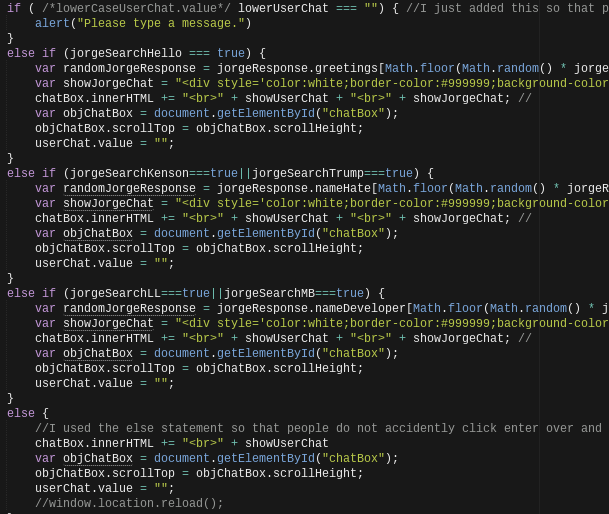 if ( /*lowerCaseUserChat.value*/ lowerUserChat === "") { //I just added this so that p
    alert("Please type a message.")
}
else if (jorgeSearchHello === true) {
    var randomJorgeResponse = jorgeResponse.greetings[Math.floor(Math.random() * jorge
    var showJorgeChat = "<div style='color:white;border-color:#999999;background-color
    chatBox.innerHTML += "<br>" + showUserChat + "<br>" + showJorgeChat; //
    var objChatBox = document.getElementById("chatBox");
    objChatBox.scrollTop = objChatBox.scrollHeight;
    userChat.value = "";
}
else if (jorgeSearchKenson===true||jorgeSearchTrump===true) {
    var randomJorgeResponse = jorgeResponse.nameHate[Math.floor(Math.random() * jorgeR
    var showJorgeChat = "<div style='color:white;border-color:#999999;background-color
    chatBox.innerHTML += "<br>" + showUserChat + "<br>" + showJorgeChat; //
    var objChatBox = document.getElementById("chatBox");
    objChatBox.scrollTop = objChatBox.scrollHeight;
    userChat.value = "";
}
else if (jorgeSearchLL===true||jorgeSearchMB===true) {
    var randomJorgeResponse = jorgeResponse.nameDeveloper[Math.floor(Math.random() * j
    var showJorgeChat = "<div style='color:white;border-color:#999999;background-color
    chatBox.innerHTML += "<br>" + showUserChat + "<br>" + showJorgeChat; //
    var objChatBox = document.getElementById("chatBox");
    objChatBox.scrollTop = objChatBox.scrollHeight;
    userChat.value = "";
}
else {
    //I used the else statement so that people do not accidently click enter over and
    chatBox.innerHTML += "<br>" + showUserChat
    var objChatBox = document.getElementById("chatBox");
    objChatBox.scrollTop = objChatBox.scrollHeight;
    userChat.value = "";
    //window.location.reload();
}